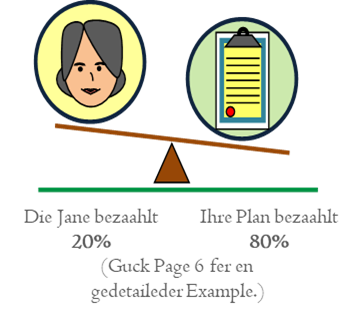 Die Jane bezaahlt Ihre Plan bezaahlt
20% 80%
(Guck Page 6 fer en
gedetaileder Example.)